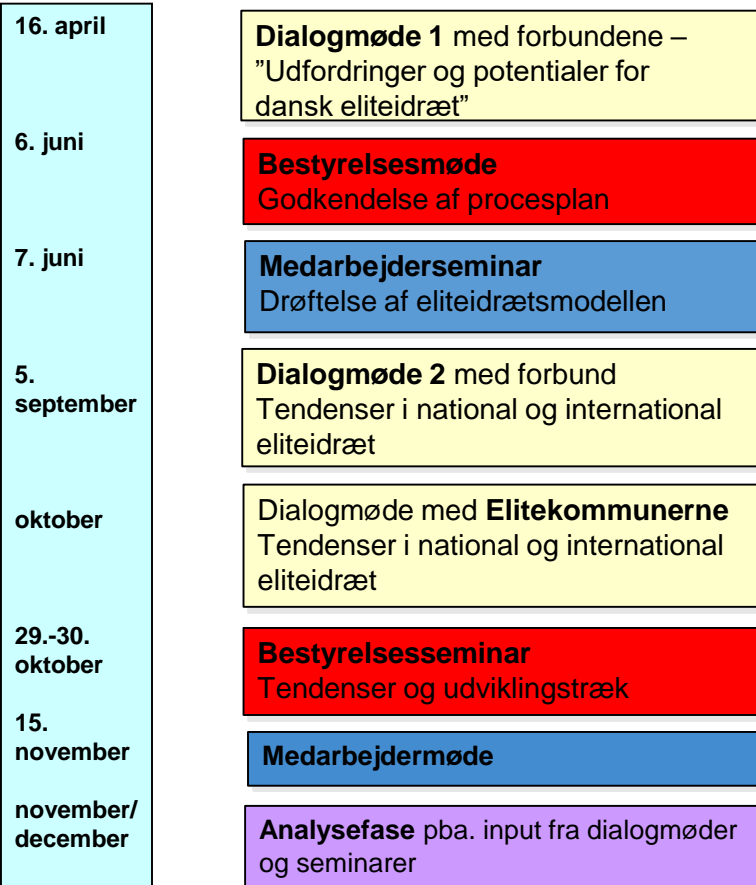 16. april
Dialogmøde 1 med forbundene –
”Udfordringer og potentialer for
dansk eliteidræt”
6. juni
Bestyrelsesmøde
Godkendelse af procesplan
7. juni
Medarbejderseminar
Drøftelse af eliteidrætsmodellen
5.
september
Dialogmøde 2 med forbund
Tendenser i national og international
eliteidræt
oktober
Dialogmøde med Elitekommunerne
Tendenser i national og international
eliteidræt
29.-30.
oktober
Bestyrelsesseminar
Tendenser og udviklingstræk
15.
november
Medarbejdermøde
november/
december
Analysefase pba. input fra dialogmøder
og seminarer